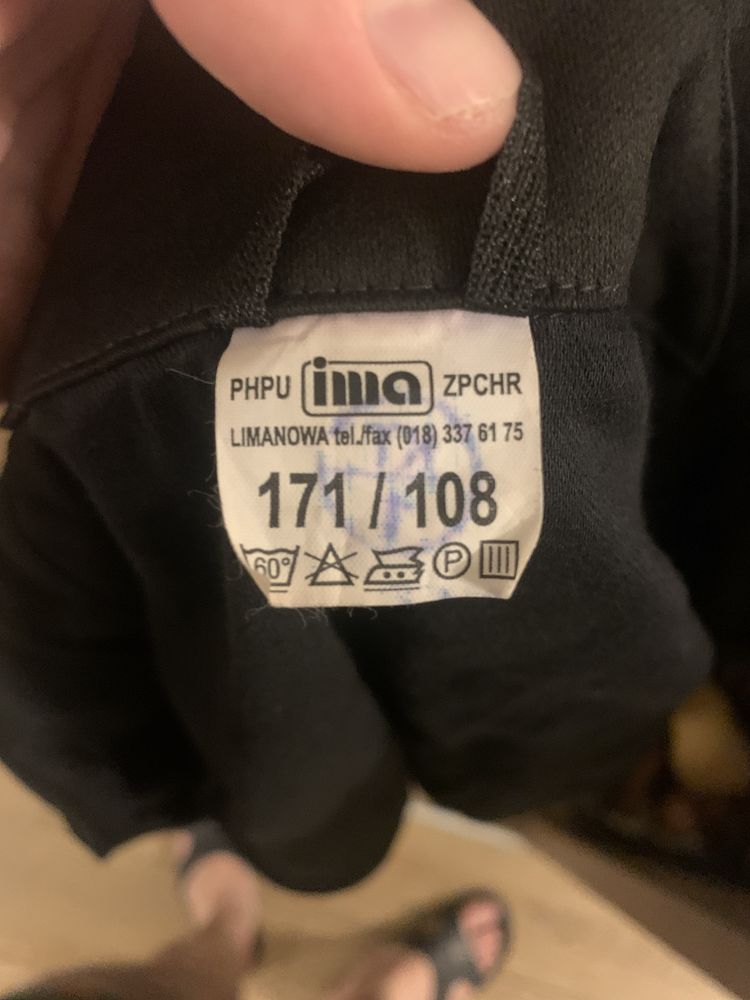 PHPU ima ZPCHR
LIMANOWA tel./fax (018) 337 61 75
171 / 108
60° P